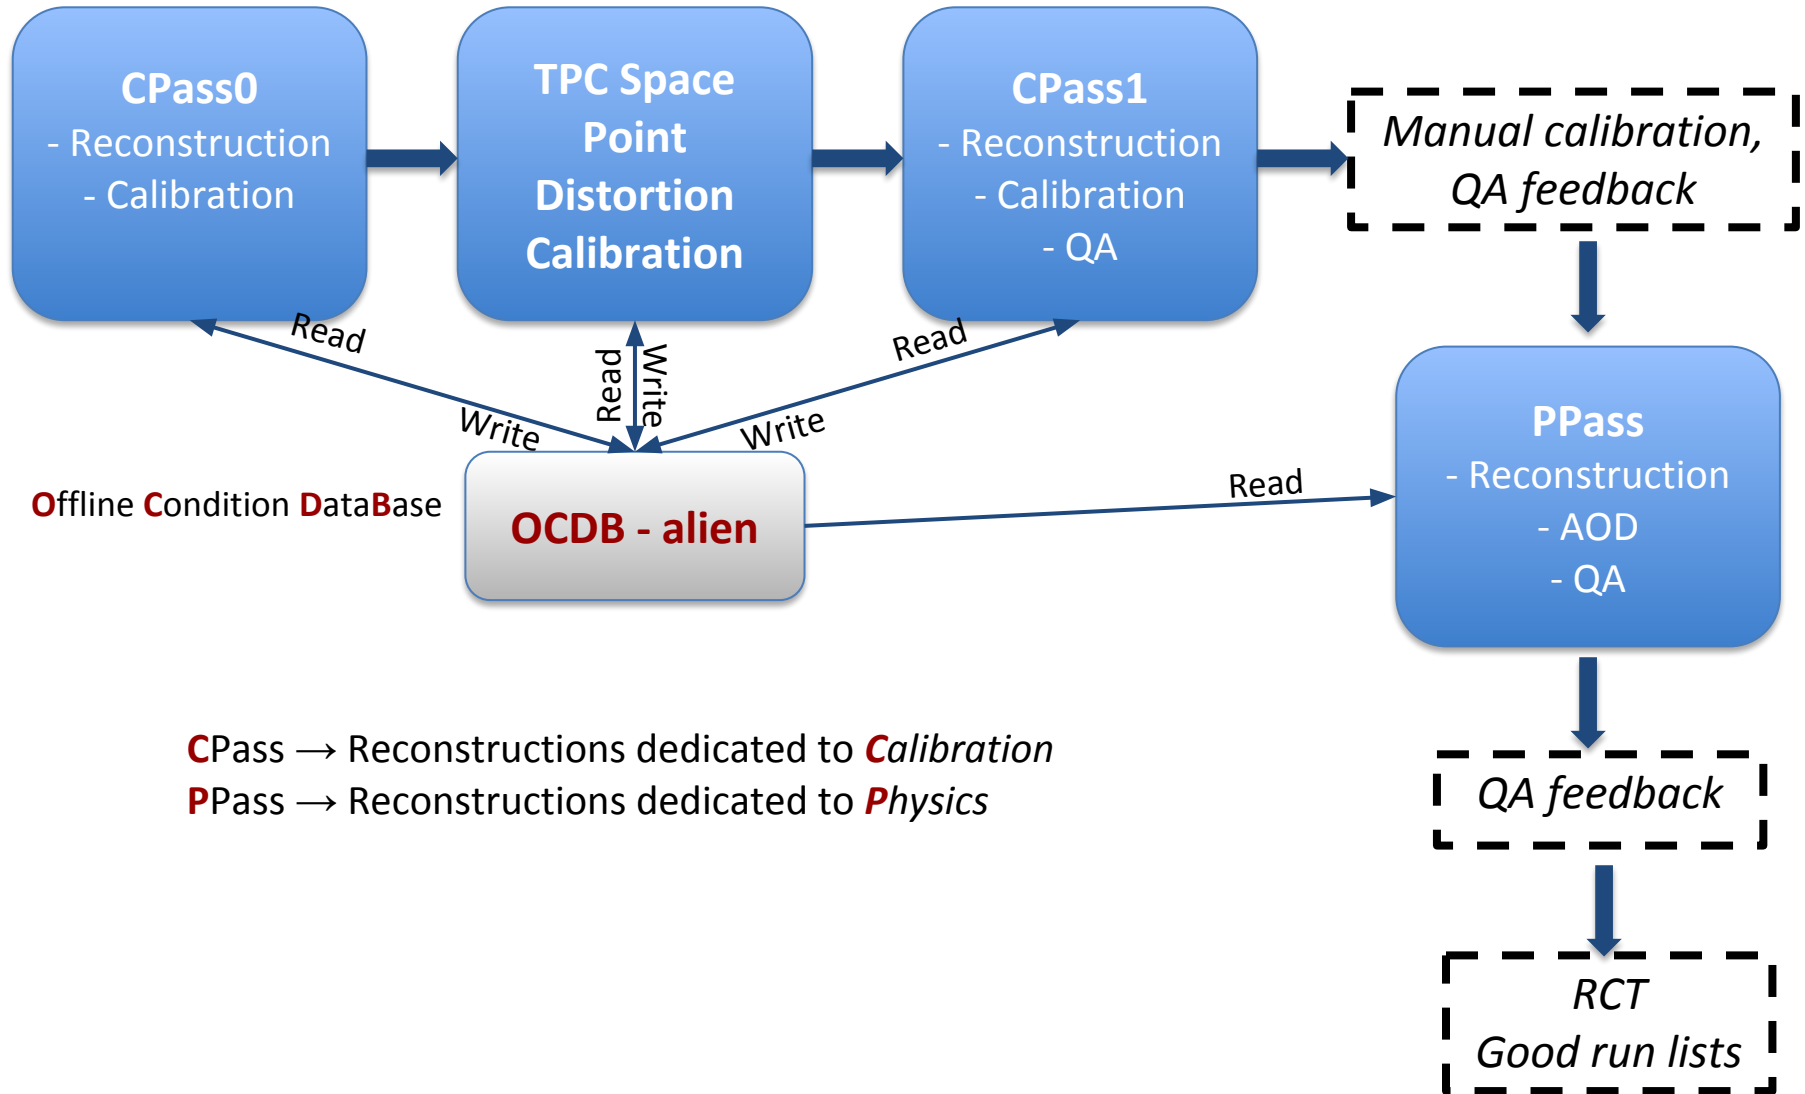 CPass0
- Reconstruction
- Calibration
TPC Space
Point
Distortion
Calibration
CPass1
- Reconstruction
- Calibration
- QA
Manual calibration,
QA feedback
Read
Write
Read
Write
Read
Write
OCDB - alien
Offline Condition DataBase
Read
PPass
- Reconstruction
- AOD
- QA
CPass → Reconstructions dedicated to Calibration
PPass → Reconstructions dedicated to Physics
QA feedback
RCT
Good run lists